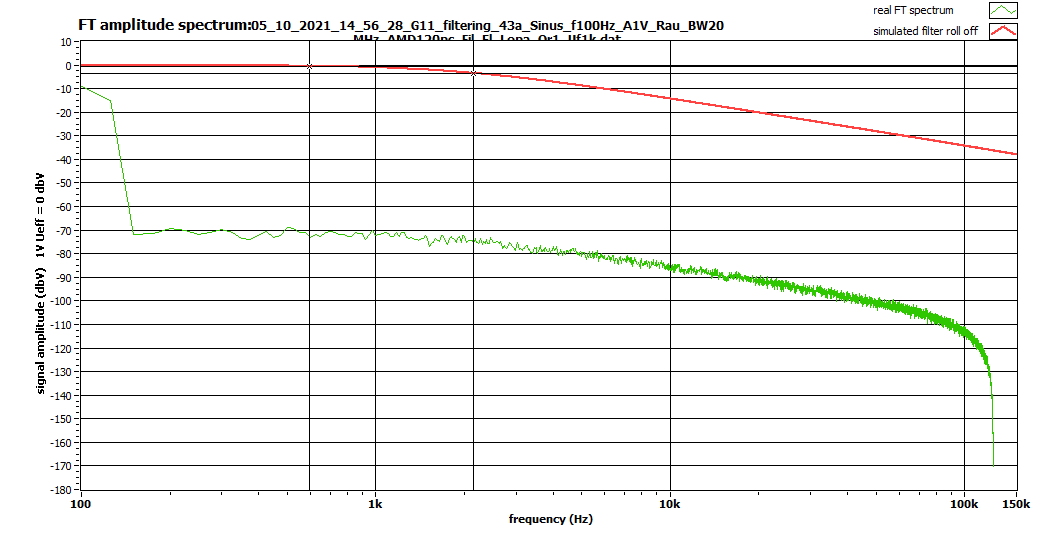 FT amplitude spectrum:05_10_2021_14_56_28_G11_filtering_43a_Sinus_f100Hz_A1V_Rau_BW20
real FT spectrum
simulated filter roll off
10
0
-10
-20
-30
-40
-50
-60
-70
-80
-90
-100
-110
-120
-130
-140
-150
-160
-170
-180
signal amplitude (dbV) 1V Ueff = 0 dbV
100
1k
10k
100k
150k
frequency (Hz)